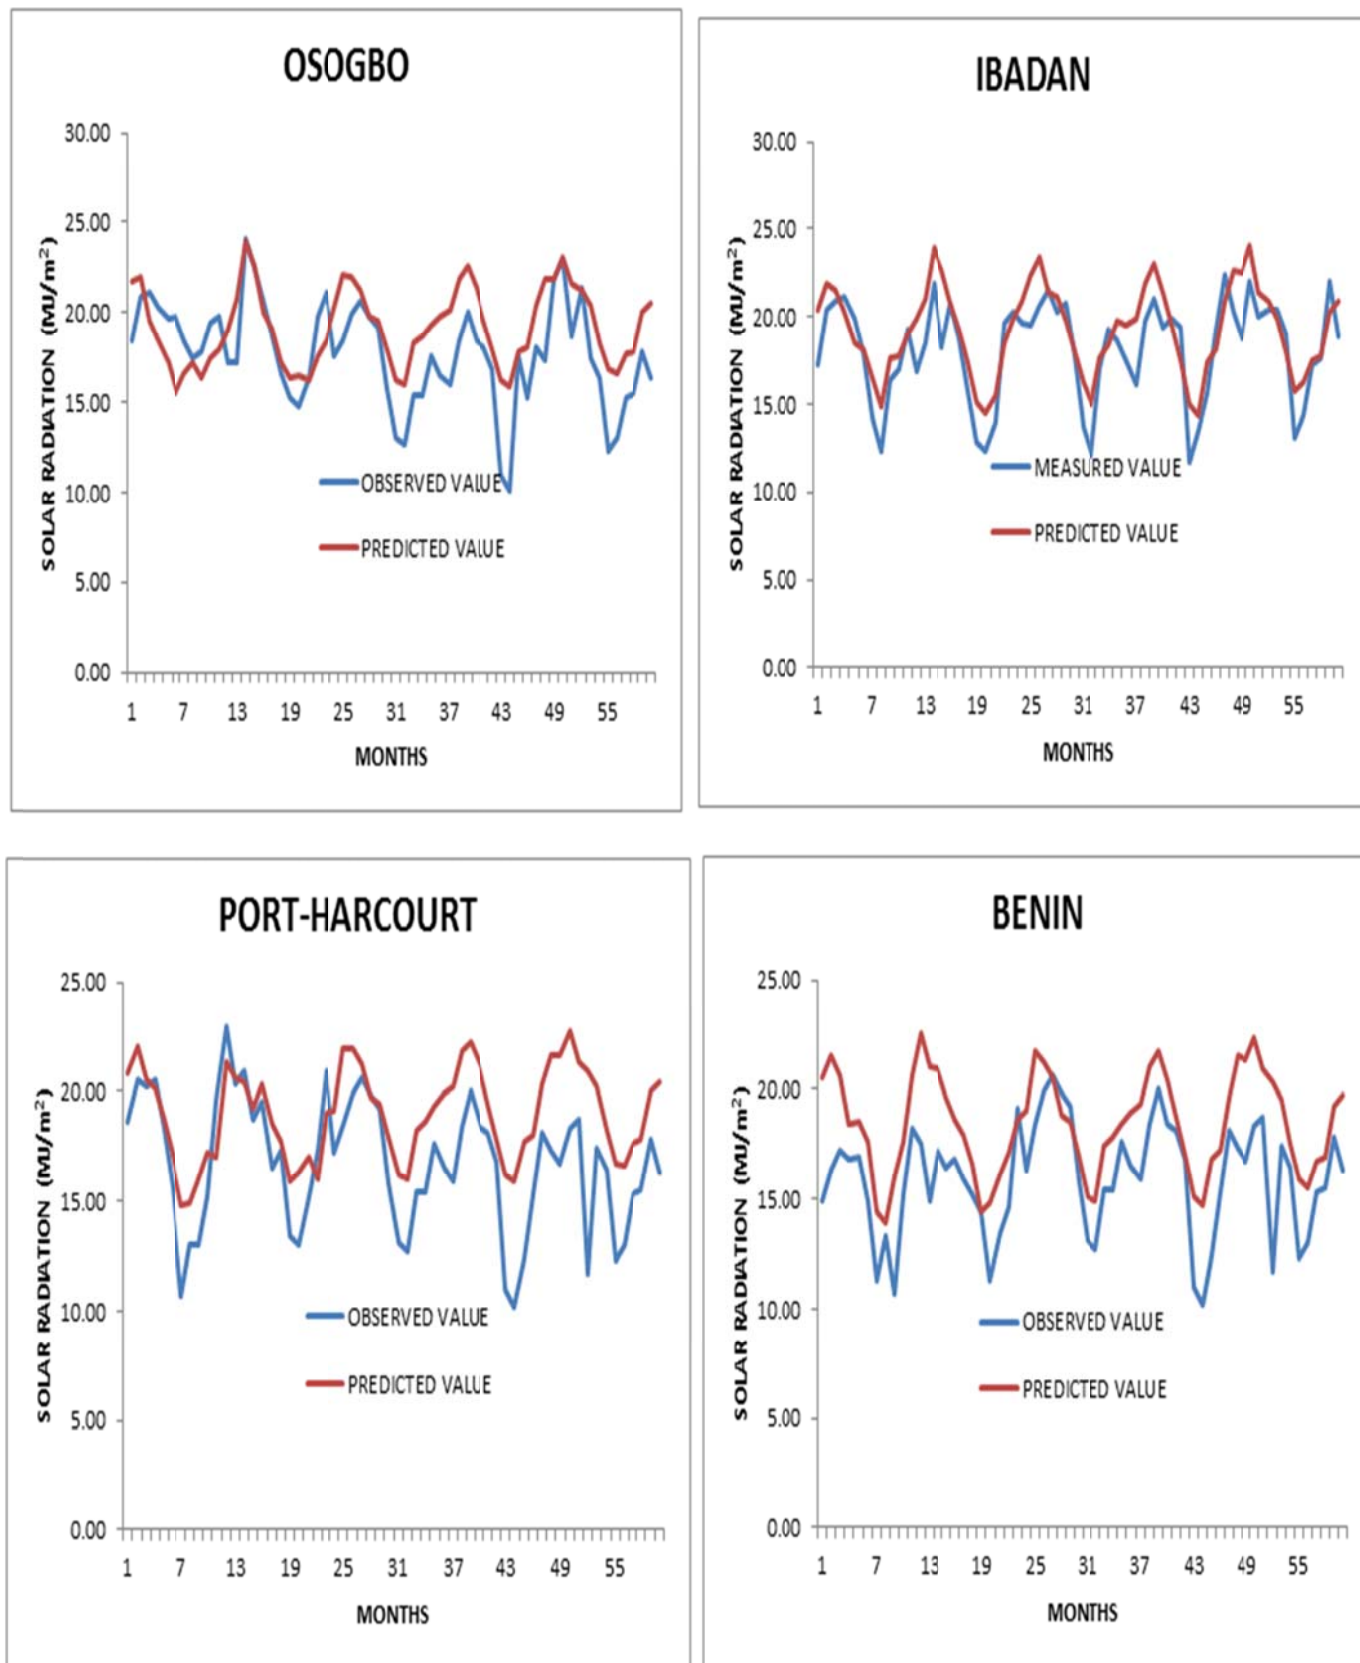 OSOGBO
SOLAR RADIATION (MJ/m²)
30.00
25.00
20.00
15.00
10.00
5.00
0.00
OBSERVED VALUE
PREDICTED VALUE
1 7 13 19 25 31 37 43 49 55
MONTHS
IBADAN
SOLAR RADIATION (MJ/m²)
30.00
25.00
20.00
15.00
10.00
5.00
0.00
MEASURED VALUE
PREDICTED VALUE
1 7 13 19 25 31 37 43 49 55
MONTHS
PORT-HARCOURT
SOLAR RADIATION (MJ/m²)
25.00
20.00
15.00
10.00
5.00
0.00
OBSERVED VALUE
PREDICTED VALUE
1 7 13 19 25 31 37 43 49 55
MONTHS
BENIN
SOLAR RADIATION (MJ/m²)
25.00
20.00
15.00
10.00
5.00
0.00
OBSERVED VALUE
PREDICTED VALUE
1 7 13 19 25 31 37 43 49 55
MONTHS